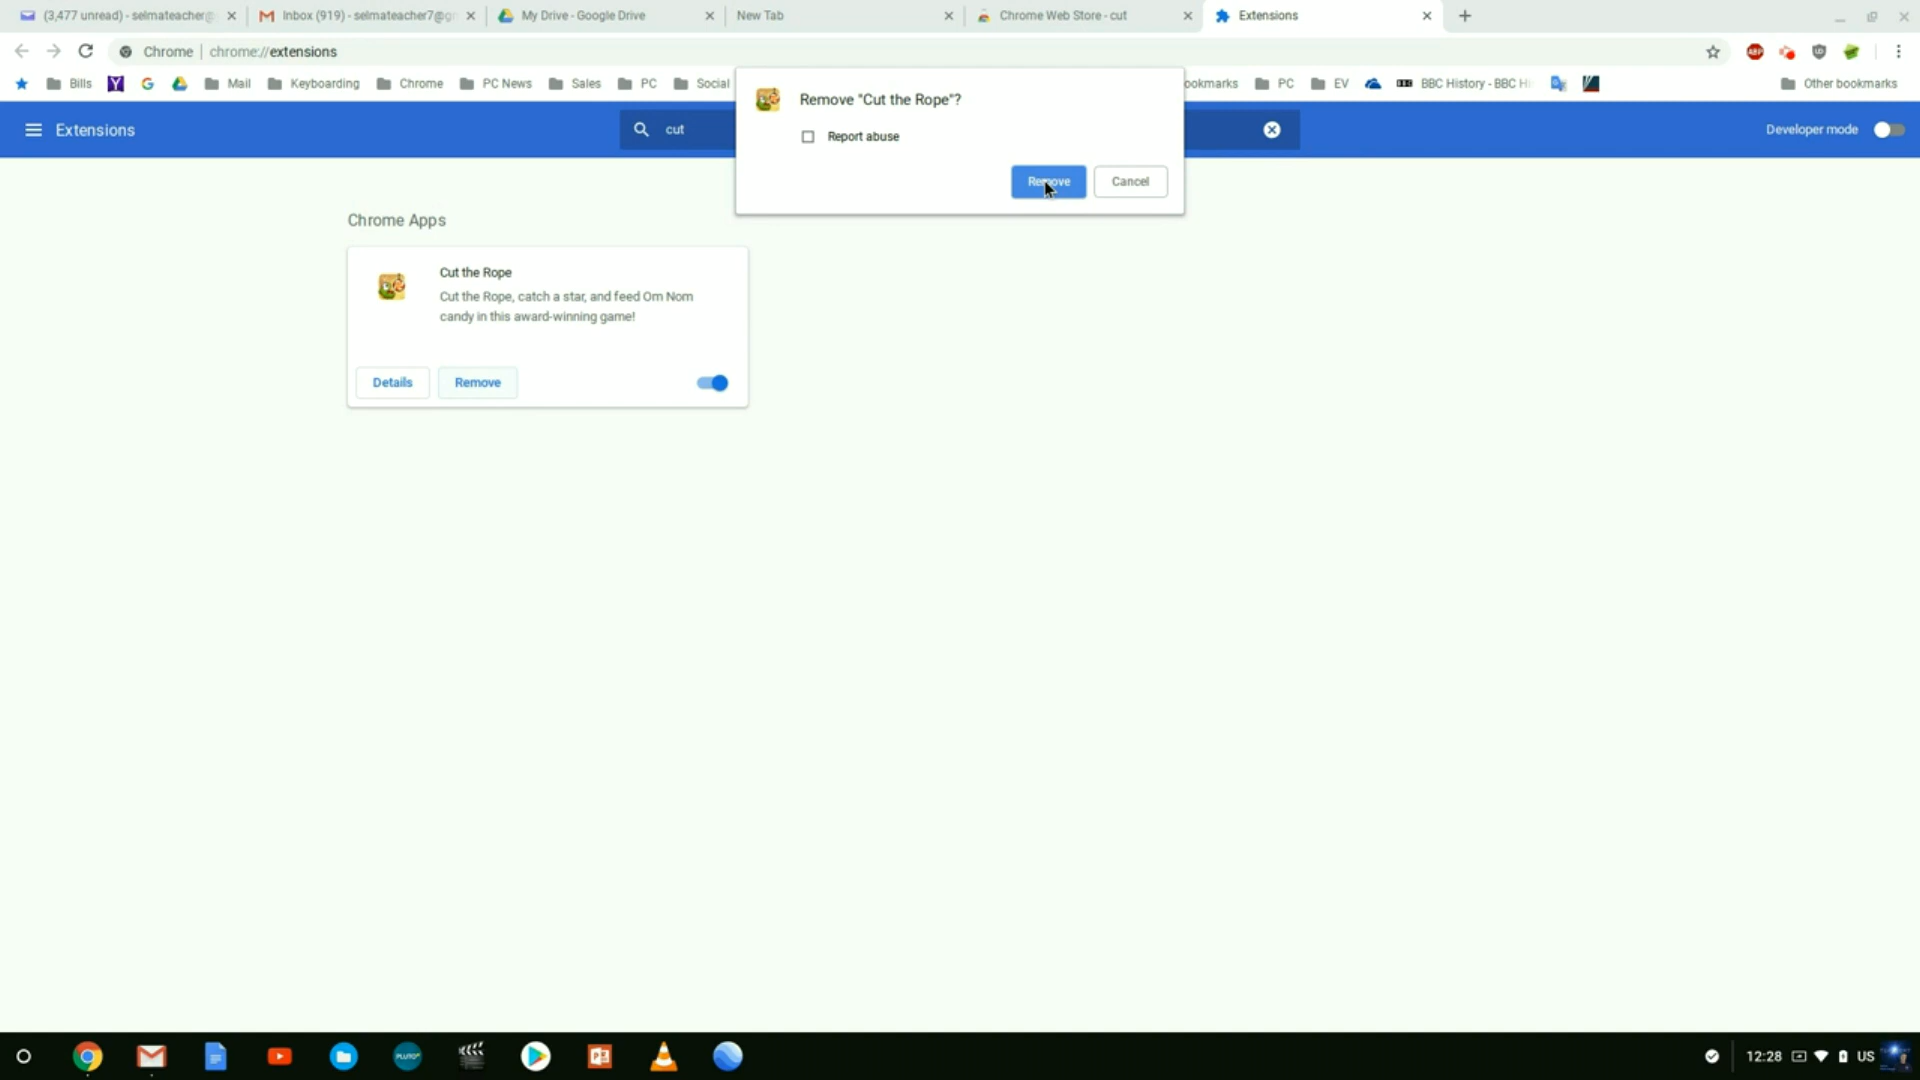 (3,477 unread) - selmateacher@
Inbox (919) - selmateacher7@g
My Drive - Google Drive
New Tab
Chrome Web Store - cut
Extensions
Chrome | chrome://extensions
Bills
Mail
Keyboarding
Chrome
PC News
Sales
PC
Social
ookmarks
PC
EV
BBC History - BBC Hi
Other bookmarks
Extensions
cut
Developer mode
Remove "Cut the Rope"?
Report abuse
Remove
Cancel
Chrome Apps
Cut the Rope
Cut the Rope, catch a star, and feed Om Nom
candy in this award-winning game!
Details
Remove
12:28
US